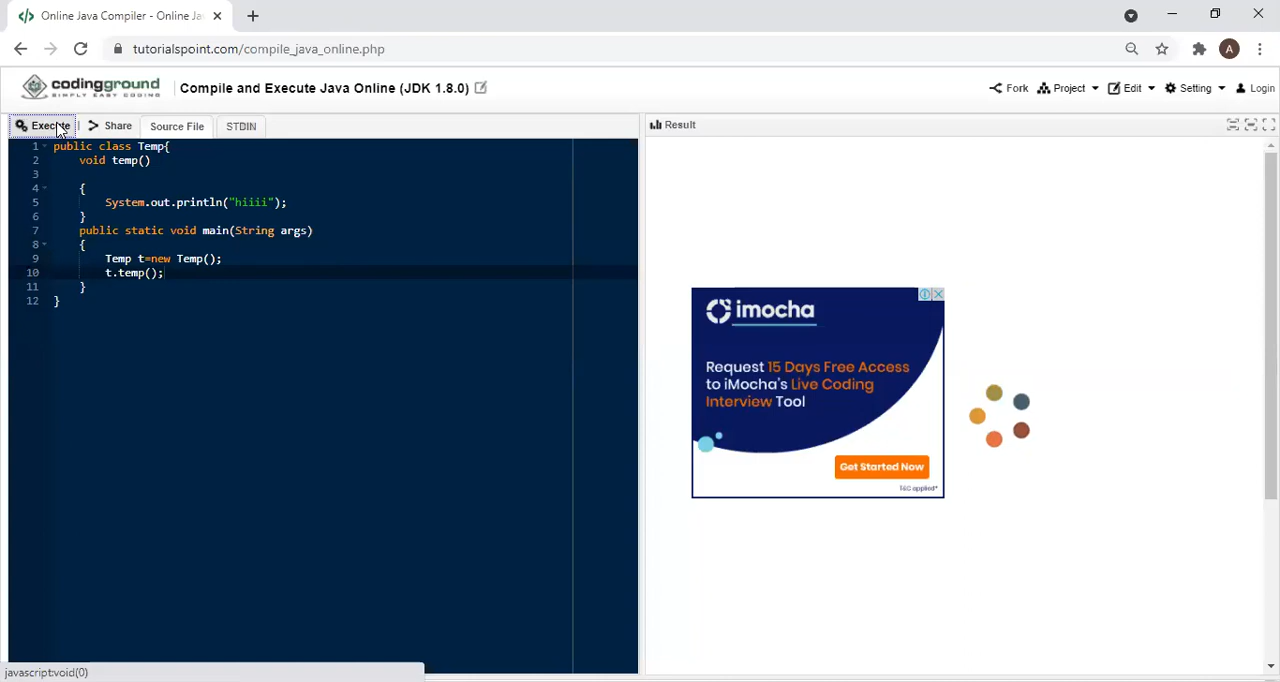 Online Java Compiler - Online Ja
tutorialspoint.com/compile_java_online.php
A
codingground
SIMPLY EASY CODING
Compile and Execute Java Online (JDK 1.8.0)
Fork
Project
Edit
Setting
Login
Execute
Share
Source File
STDIN
Result
1 public class Temp{
2 void temp()
3
4 {
5 System.out.println("hiiii");
6 }
7 public static void main(String args)
8 {
9 Temp t=new Temp();
10 t.temp();
11 }
12 }
imocha
Request 15 Days Free Access
to iMocha's Live Coding
Interview Tool
Get Started Now
T&C applied*
javascript:void(0)